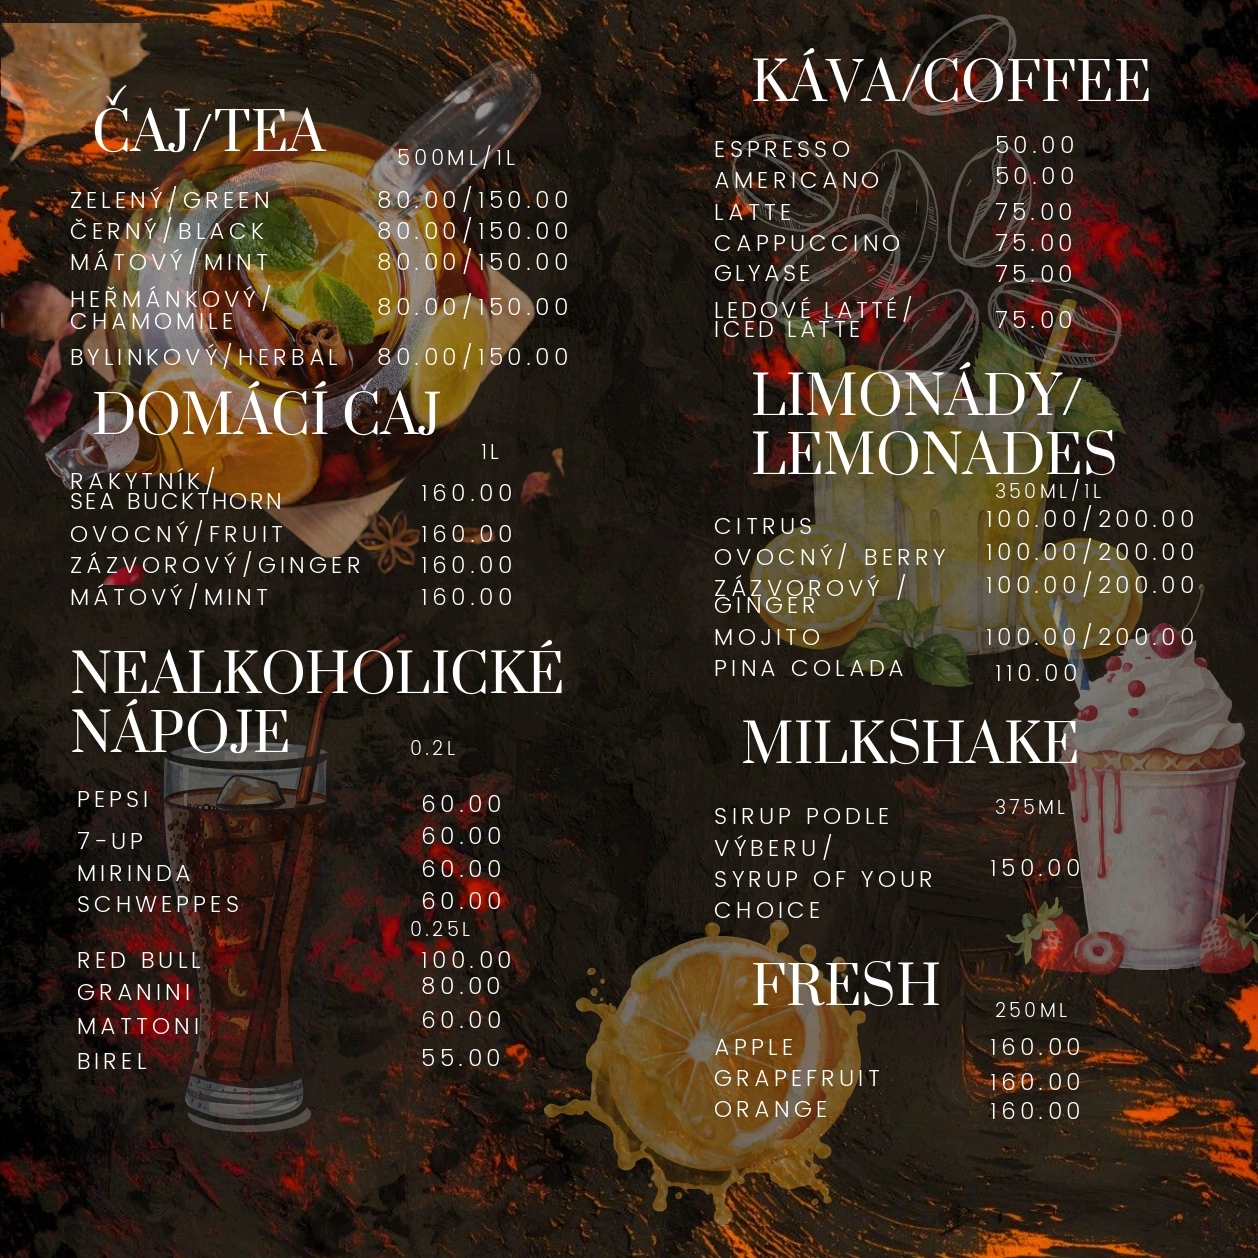 ČAJ/TEA
500ML/1L
ZELENÝ/GREEN 80.00/150.00
ČERNÝ/BLACK 80.00/150.00
MÁTOVÝ/MINT 80.00/150.00
HEŘMÁNKOVÝ/
CHAMOMILE 80.00/150.00
BYLINKOVÝ/HERBAL 80.00/150.00
DOMÁCÍ ČAJ
1L
RAKYTNÍK/
SEA BUCKTHORN 160.00
OVOCNÝ/FRUIT 160.00
ZÁZVOROVÝ/GINGER 160.00
MÁTOVÝ/MINT 160.00
NEALKOHOLICKÉ
NÁPOJE
0.2L
PEPSI 60.00
7-UP 60.00
MIRINDA 60.00
SCHWEPPES 60.00
0.25L
RED BULL 100.00
GRANINI 80.00
MATTONI 60.00
BIREL 55.00
KÁVA/COFFEE
ESPRESSO 50.00
AMERICANO 50.00
LATTE 75.00
CAPPUCCINO 75.00
GLYASE 75.00
LEDOVÉ LATTÉ/
ICED LATTE 75.00
LIMONÁDY/
LEMONADES
350ML/1L
CITRUS 100.00/200.00
OVOCNÝ/ BERRY 100.00/200.00
ZÁZVOROVÝ / 100.00/200.00
GINGER
MOJITO 100.00/200.00
PINA COLADA 110.00
MILKSHAKE
375ML
SIRUP PODLE
VÝBERU/
SYRUP OF YOUR 150.00
CHOICE
FRESH
250ML
APPLE 160.00
GRAPEFRUIT 160.00
ORANGE 160.00